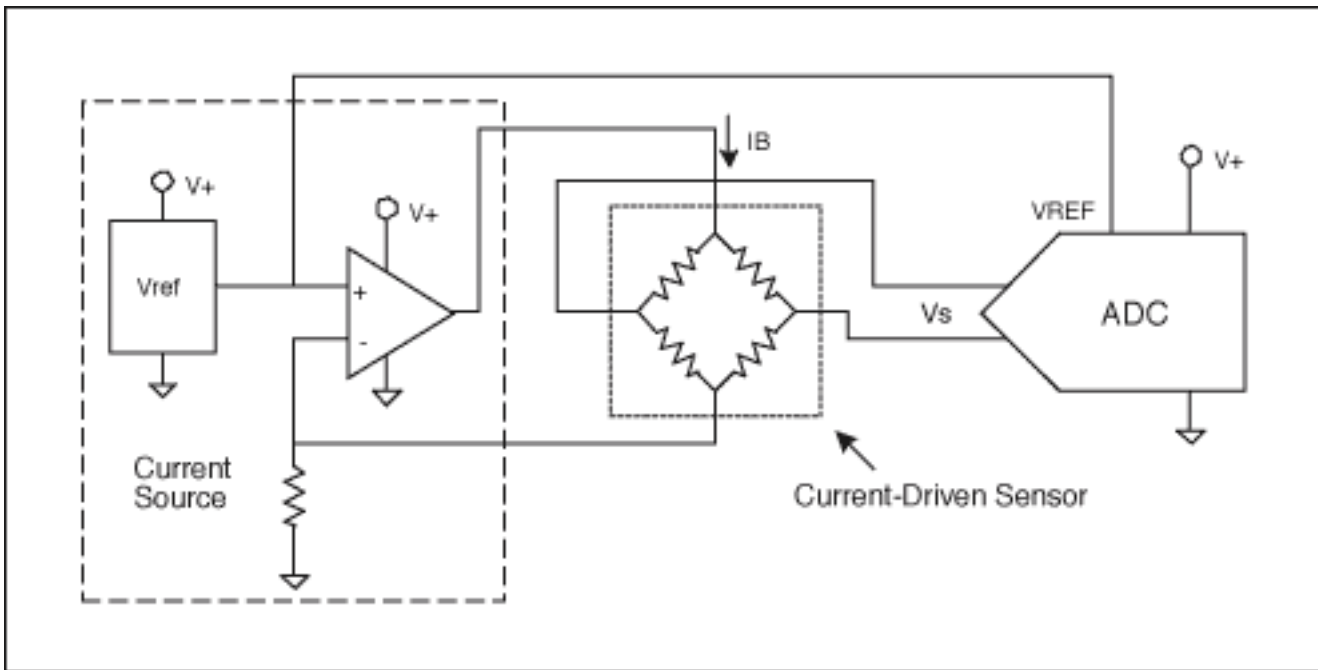 IB
V+
V+
V+
VREF
Vref
+
-
Vs
ADC
Current
Source
Current-Driven Sensor